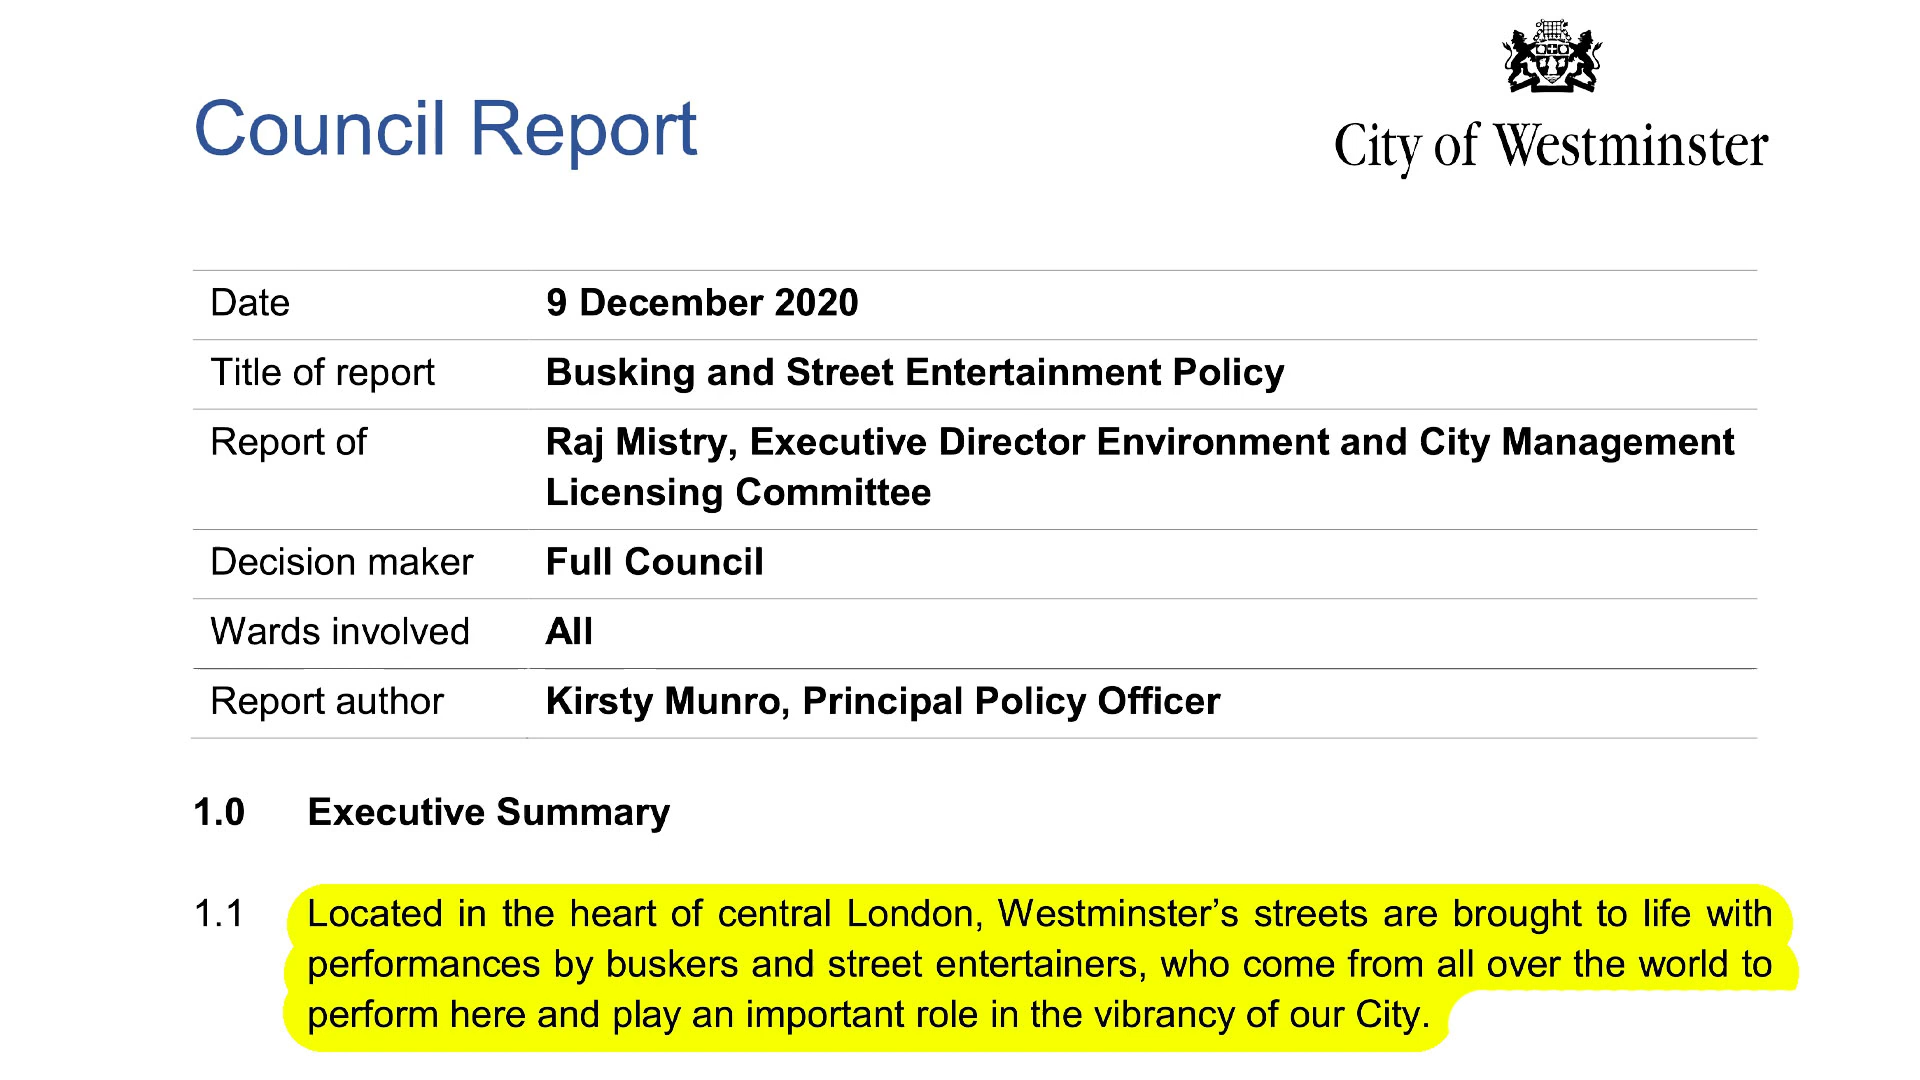 Council Report
City of Westminster
Date 9 December 2020
Title of report Busking and Street Entertainment Policy
Report of Raj Mistry, Executive Director Environment and City Management
Licensing Committee
Decision maker Full Council
Wards involved All
Report author Kirsty Munro, Principal Policy Officer
1.0 Executive Summary
1.1 Located in the heart of central London, Westminster’s streets are brought to life with
performances by buskers and street entertainers, who come from all over the world to
perform here and play an important role in the vibrancy of our City.